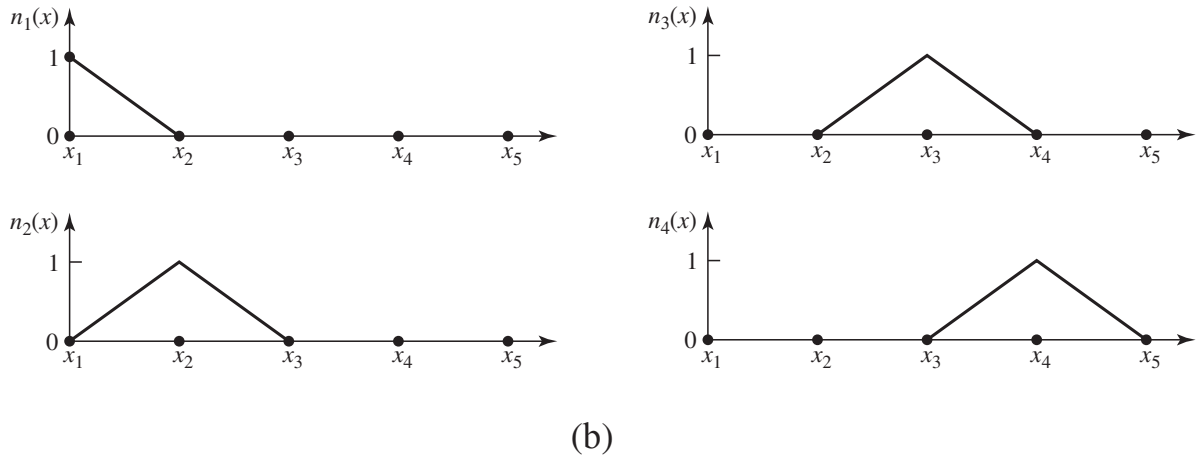 n₁(x)
1
0
x₁ x₂ x₃ x₄ x₅
n₃(x)
1
0
x₁ x₂ x₃ x₄ x₅
n₂(x)
1
0
x₁ x₂ x₃ x₄ x₅
n₄(x)
1
0
x₁ x₂ x₃ x₄ x₅
(b)